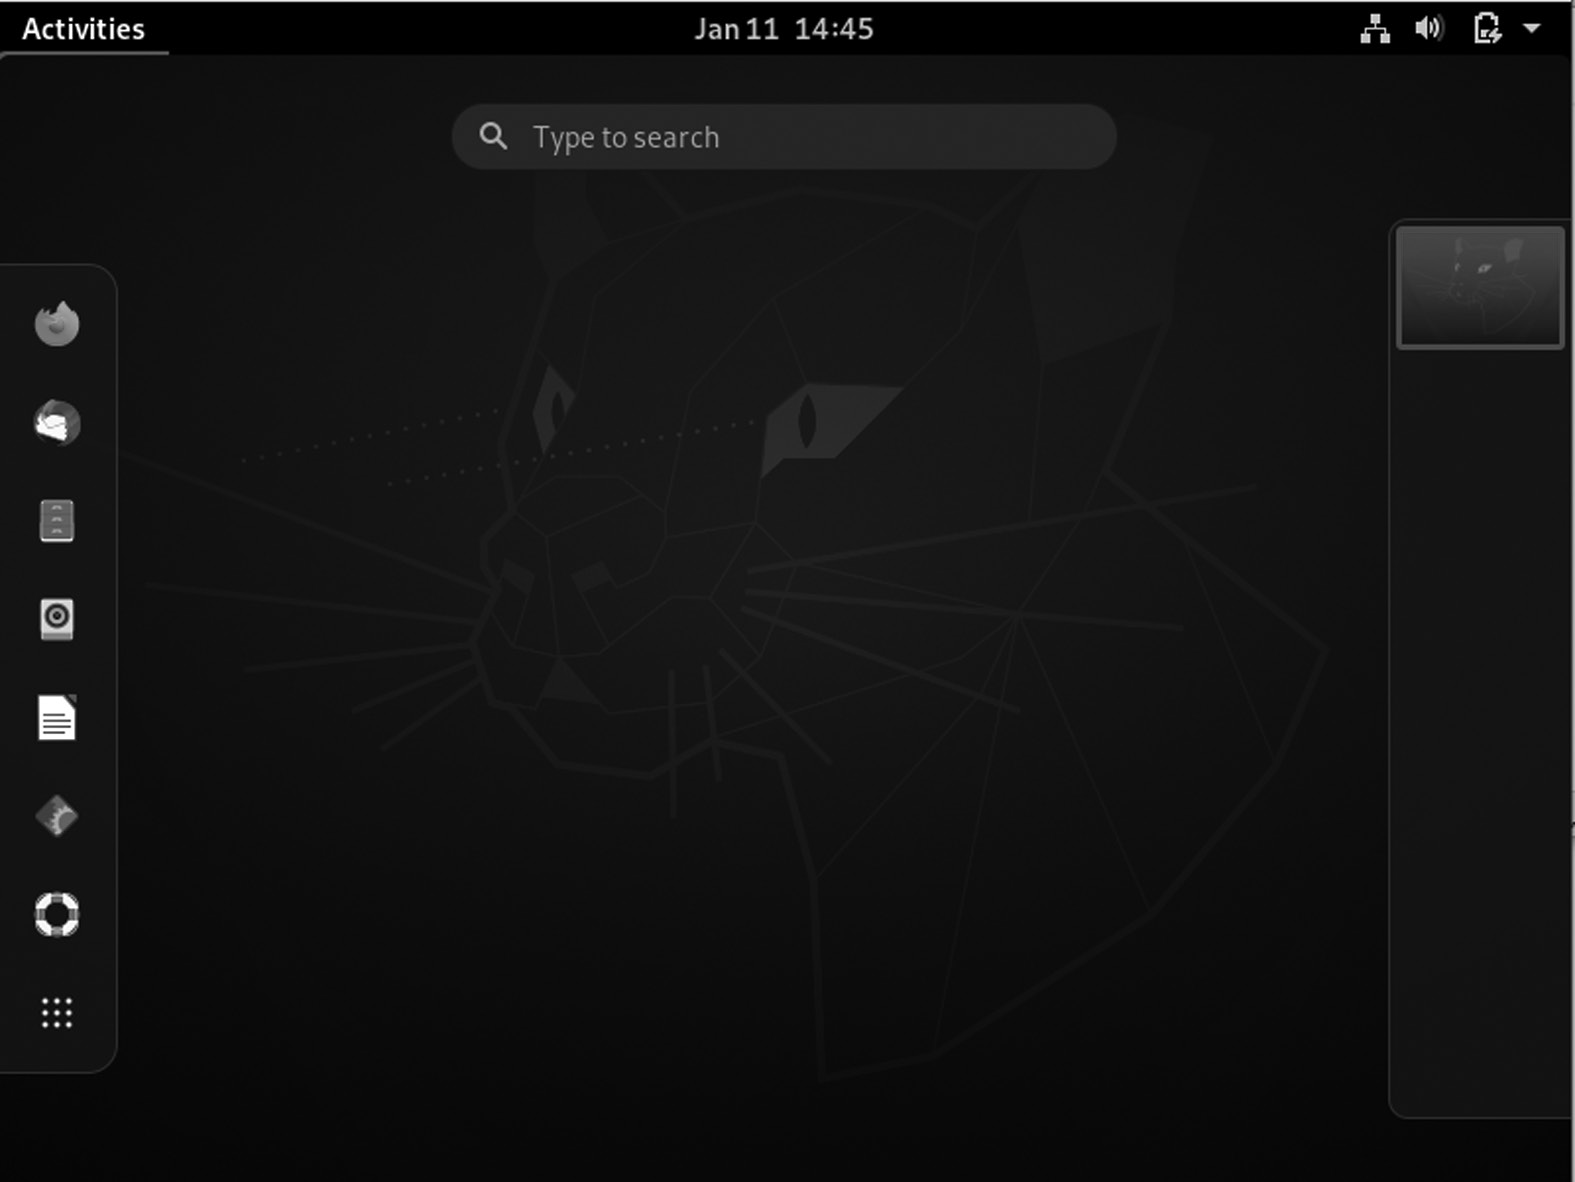 Activities
Jan 11 14:45
Type to search